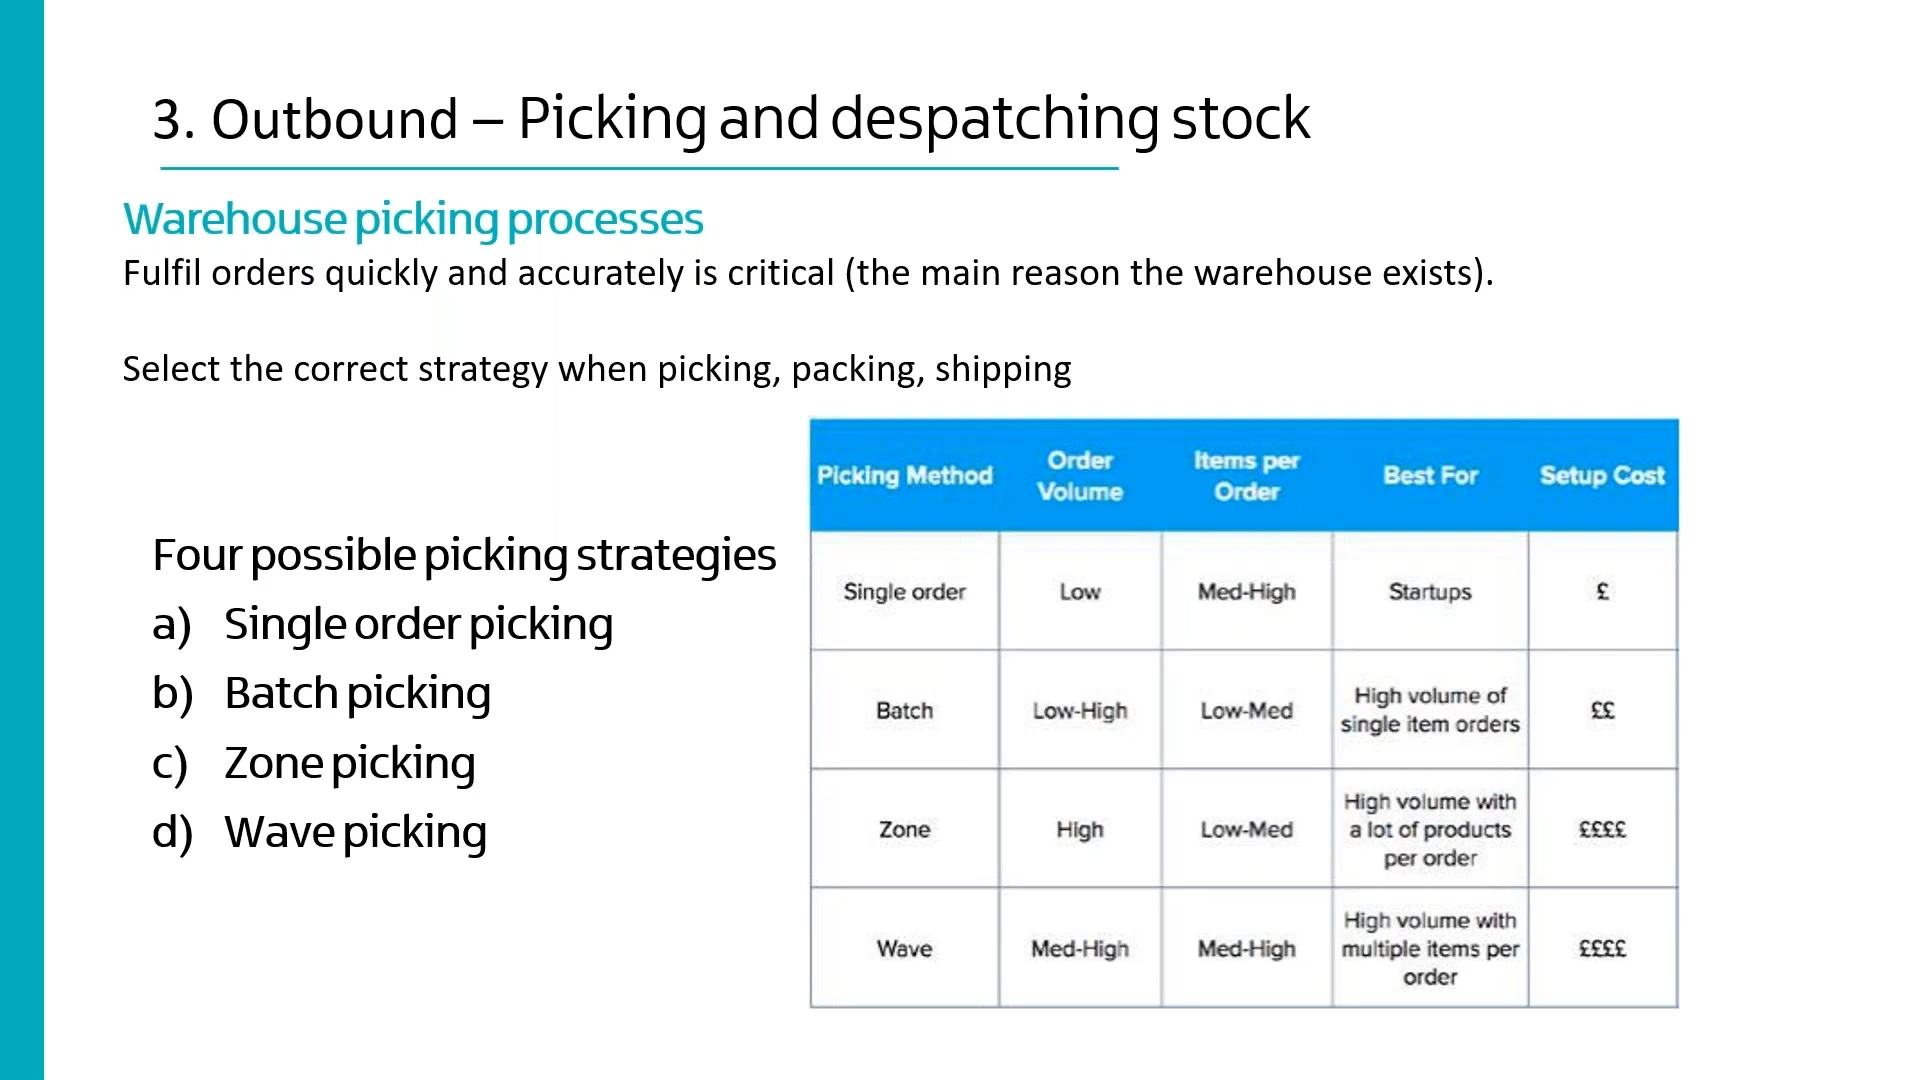 3. Outbound – Picking and despatching stock
Warehouse picking processes
Fulfil orders quickly and accurately is critical (the main reason the warehouse exists).
Select the correct strategy when picking, packing, shipping
Four possible picking strategies
a) Single order picking
b) Batch picking
c) Zone picking
d) Wave picking
Picking Method Order Volume Items per Order Best For Setup Cost
Single order Low Med-High Startups £
Batch Low-High Low-Med High volume of single item orders ££
Zone High Low-Med High volume with a lot of products per order ££££
Wave Med-High Med-High High volume with multiple items per order ££££